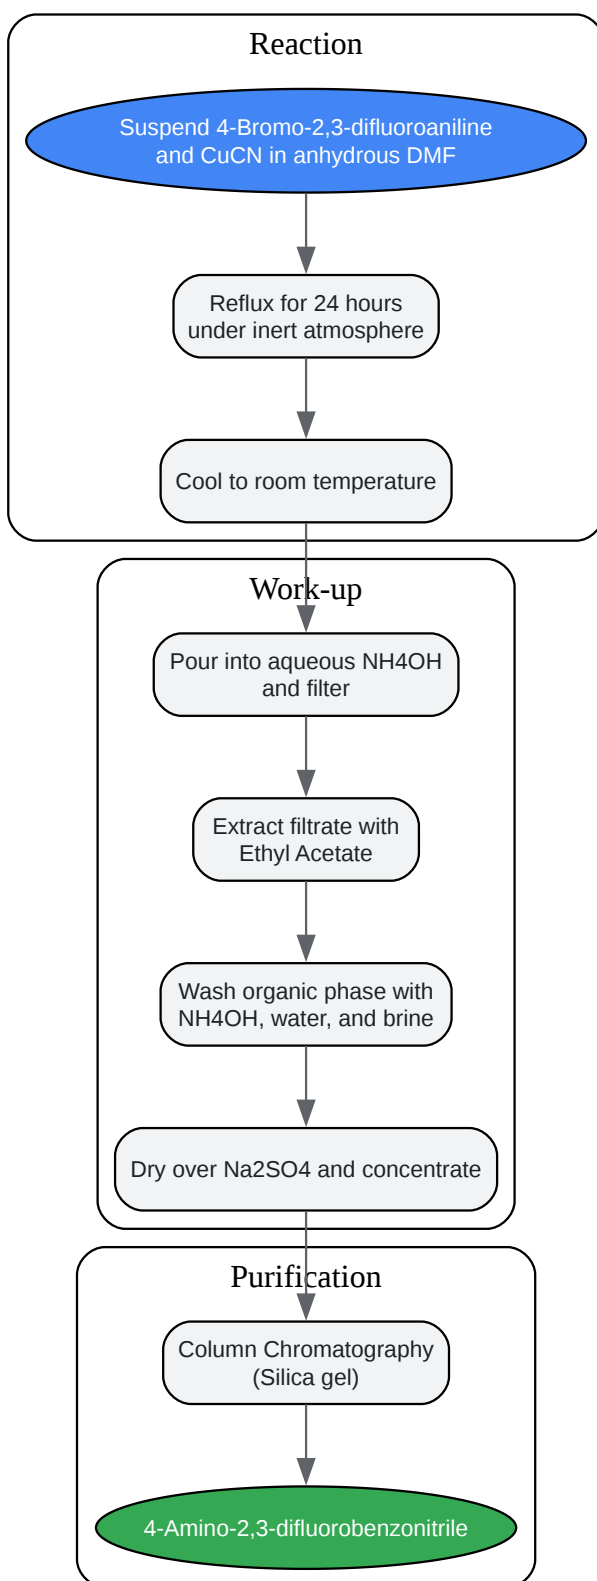 Reaction
Suspend 4-Bromo-2,3-difluoroaniline
and CuCN in anhydrous DMF
Reflux for 24 hours
under inert atmosphere
Cool to room temperature
Work-up
Pour into aqueous NH4OH
and filter
Extract filtrate with
Ethyl Acetate
Wash organic phase with
NH4OH, water, and brine
Dry over Na2SO4 and concentrate
Purification
Column Chromatography
(Silica gel)
4-Amino-2,3-difluorobenzonitrile